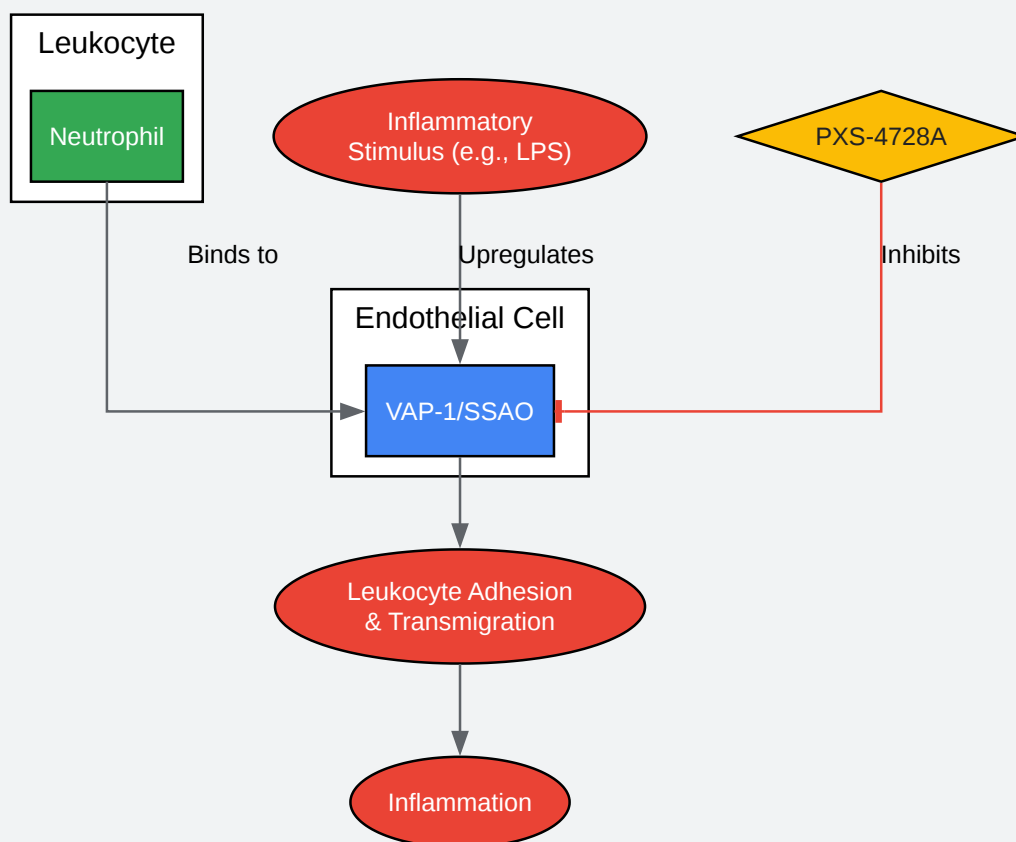 Leukocyte
Neutrophil
Inflammatory
Stimulus (e.g., LPS)
PXS-4728A
Binds to
Upregulates
Inhibits
Endothelial Cell
VAP-1/SSAO
Leukocyte Adhesion
& Transmigration
Inflammation